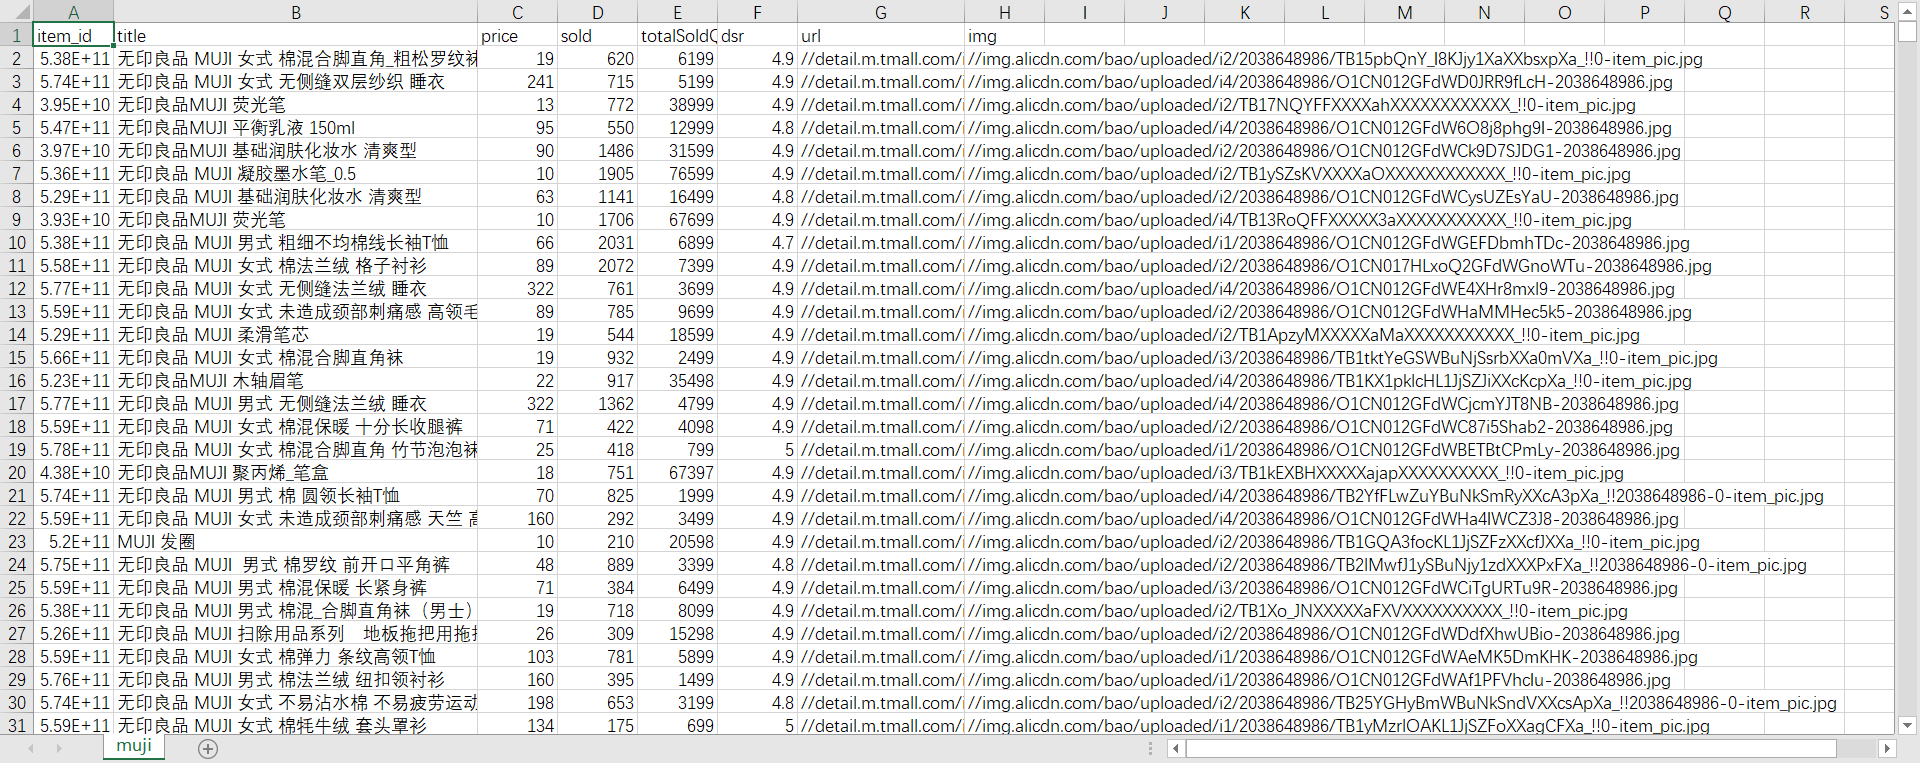 A B C D E F G H I J K L M N O P Q R S
1 item_id title price sold totalSoldQ dsr url img
2 5.38E+11 无印良品 MUJI 女式 棉混合脚直角_粗松罗纹袜 19 620 6199 4.9 //detail.m.tmall.com/i //img.alicdn.com/bao/uploaded/i2/2038648986/TB15pbQnY_I8KJjy1XaXXbsxpXa_!!0-item_pic.jpg
3 5.74E+11 无印良品 MUJI 女式 无侧缝双层纱织 睡衣 241 715 5199 4.9 //detail.m.tmall.com/i //img.alicdn.com/bao/uploaded/i4/2038648986/O1CN012GFdWD0JRR9fLcH-2038648986.jpg
4 3.95E+10 无印良品MUJI 荧光笔 13 772 38999 4.9 //detail.m.tmall.com/i //img.alicdn.com/bao/uploaded/i2/TB17NQYFFXXXXahXXXXXXXXXXXX_!!0-item_pic.jpg
5 5.47E+11 无印良品MUJI 平衡乳液 150ml 95 550 12999 4.8 //detail.m.tmall.com/i //img.alicdn.com/bao/uploaded/i4/2038648986/O1CN012GFdW6O8j8phg9I-2038648986.jpg
6 3.97E+10 无印良品MUJI 基础润肤化妆水 清爽型 90 1486 31599 4.9 //detail.m.tmall.com/i //img.alicdn.com/bao/uploaded/i4/2038648986/O1CN012GFdWCk9D7SJDG1-2038648986.jpg
7 5.36E+11 无印良品 MUJI 凝胶墨水笔_0.5 10 1905 76599 4.9 //detail.m.tmall.com/i //img.alicdn.com/bao/uploaded/i2/TB1ySZsKVXXXXaOXXXXXXXXXXXX_!!0-item_pic.jpg
8 5.29E+11 无印良品 MUJI 基础润肤化妆水 清爽型 63 1141 16499 4.8 //detail.m.tmall.com/i //img.alicdn.com/bao/uploaded/i2/2038648986/O1CN012GFdWCysUZEsYaU-2038648986.jpg
9 3.93E+10 无印良品MUJI 荧光笔 10 1706 67699 4.9 //detail.m.tmall.com/i //img.alicdn.com/bao/uploaded/i4/TB13RoQFFXXXXX3aXXXXXXXXXXX_!!0-item_pic.jpg
10 5.38E+11 无印良品 MUJI 男式 粗细不均棉线长袖T恤 66 2031 6899 4.7 //detail.m.tmall.com/i //img.alicdn.com/bao/uploaded/i1/2038648986/O1CN012GFdWGEFDbmhTDc-2038648986.jpg
11 5.58E+11 无印良品 MUJI 女式 棉法兰绒 格子衬衫 89 2072 7399 4.9 //detail.m.tmall.com/i //img.alicdn.com/bao/uploaded/i1/2038648986/O1CN017HLxoQ2GFdWGnoWTu-2038648986.jpg
12 5.77E+11 无印良品 MUJI 女式 无侧缝法兰绒 睡衣 322 761 3699 4.9 //detail.m.tmall.com/i //img.alicdn.com/bao/uploaded/i4/2038648986/O1CN012GFdWE4XHr8mxl9-2038648986.jpg
13 5.59E+11 无印良品 MUJI 女式 未造成颈部刺痛感 高领毛 89 785 9699 4.9 //detail.m.tmall.com/i //img.alicdn.com/bao/uploaded/i2/2038648986/O1CN012GFdWHaMMHec5k5-2038648986.jpg
14 5.29E+11 无印良品 MUJI 柔滑笔芯 19 544 18599 4.9 //detail.m.tmall.com/i //img.alicdn.com/bao/uploaded/i2/TB1ApzyMXXXXXaMaXXXXXXXXXXX_!!0-item_pic.jpg
15 5.66E+11 无印良品 MUJI 女式 棉混合脚直角袜 19 932 2499 4.9 //detail.m.tmall.com/i //img.alicdn.com/bao/uploaded/i3/2038648986/TB1tktYeGSWBuNjSsrbXXa0mVXa_!!0-item_pic.jpg
16 5.23E+11 无印良品MUJI 木轴眉笔 22 917 35498 4.9 //detail.m.tmall.com/i //img.alicdn.com/bao/uploaded/i4/2038648986/TB1KX1pklcHL1JjSZJiXXcKcpXa_!!0-item_pic.jpg
17 5.77E+11 无印良品 MUJI 男式 无侧缝法兰绒 睡衣 322 1362 4799 4.9 //detail.m.tmall.com/i //img.alicdn.com/bao/uploaded/i4/2038648986/O1CN012GFdWCjcmYJT8NB-2038648986.jpg
18 5.59E+11 无印良品 MUJI 女式 棉混保暖 十分长收腿裤 71 422 4098 4.9 //detail.m.tmall.com/i //img.alicdn.com/bao/uploaded/i2/2038648986/O1CN012GFdWC87i5Shab2-2038648986.jpg
19 5.78E+11 无印良品 MUJI 女式 棉混合脚直角 竹节泡泡袜 25 418 799 5 //detail.m.tmall.com/i //img.alicdn.com/bao/uploaded/i1/2038648986/O1CN012GFdWBETBtCPmLy-2038648986.jpg
20 4.38E+10 无印良品MUJI 聚丙烯_笔盒 18 751 67397 4.9 //detail.m.tmall.com/i //img.alicdn.com/bao/uploaded/i3/TB1kEXBHXXXXXajapXXXXXXXXXX_!!0-item_pic.jpg
21 5.74E+11 无印良品 MUJI 男式 棉 圆领长袖T恤 70 825 1999 4.9 //detail.m.tmall.com/i //img.alicdn.com/bao/uploaded/i4/2038648986/TB2YfFLwZuYBuNkSmRyXXcA3pXa_!!2038648986-0-item_pic.jpg
22 5.59E+11 无印良品 MUJI 女式 未造成颈部刺痛感 天竺 高 160 292 3499 4.9 //detail.m.tmall.com/i //img.alicdn.com/bao/uploaded/i4/2038648986/O1CN012GFdWHa4lWCZ3J8-2038648986.jpg
23 5.2E+11 MUJI 发圈 10 210 20598 4.9 //detail.m.tmall.com/i //img.alicdn.com/bao/uploaded/i2/2038648986/TB1GQA3focKL1JjSZFzXXcfJXXa_!!0-item_pic.jpg
24 5.75E+11 无印良品 MUJI  男式 棉罗纹 前开口平角裤 48 889 3399 4.8 //detail.m.tmall.com/i //img.alicdn.com/bao/uploaded/i2/2038648986/TB2lMwfJ1ySBuNjy1zdXXXPxFXa_!!2038648986-0-item_pic.jpg
25 5.59E+11 无印良品 MUJI 男式 棉混保暖 长紧身裤 71 384 6499 4.9 //detail.m.tmall.com/i //img.alicdn.com/bao/uploaded/i3/2038648986/O1CN012GFdWCiTgURTu9R-2038648986.jpg
26 5.38E+11 无印良品 MUJI 男式 棉混_合脚直角袜（男士） 19 718 8099 4.9 //detail.m.tmall.com/i //img.alicdn.com/bao/uploaded/i2/TB1Xo_JNXXXXXaFXVXXXXXXXXXX_!!0-item_pic.jpg
27 5.26E+11 无印良品 MUJI 扫除用品系列　地板拖把用拖把 26 309 15298 4.9 //detail.m.tmall.com/i //img.alicdn.com/bao/uploaded/i2/2038648986/O1CN012GFdWDdfXhwUBio-2038648986.jpg
28 5.59E+11 无印良品 MUJI 女式 棉弹力 条纹高领T恤 103 781 5899 4.9 //detail.m.tmall.com/i //img.alicdn.com/bao/uploaded/i1/2038648986/O1CN012GFdWAeMK5DmKHK-2038648986.jpg
29 5.76E+11 无印良品 MUJI 男式 棉法兰绒 纽扣领衬衫 160 395 1499 4.9 //detail.m.tmall.com/i //img.alicdn.com/bao/uploaded/i1/2038648986/O1CN012GFdWAf1PFVhclu-2038648986.jpg
30 5.74E+11 无印良品 MUJI 女式 不易沾水棉 不易疲劳运动 198 653 3199 4.8 //detail.m.tmall.com/i //img.alicdn.com/bao/uploaded/i2/2038648986/TB25YGHyBmWBuNkSndVXXcsApXa_!!2038648986-0-item_pic.jpg
31 5.59E+11 无印良品 MUJI 女式 棉牦牛绒 套头罩衫 134 175 699 5 //detail.m.tmall.com/i //img.alicdn.com/bao/uploaded/i1/2038648986/TB1yMzrlOAKL1JjSZFoXXagCFXa_!!0-item_pic.jpg
muji